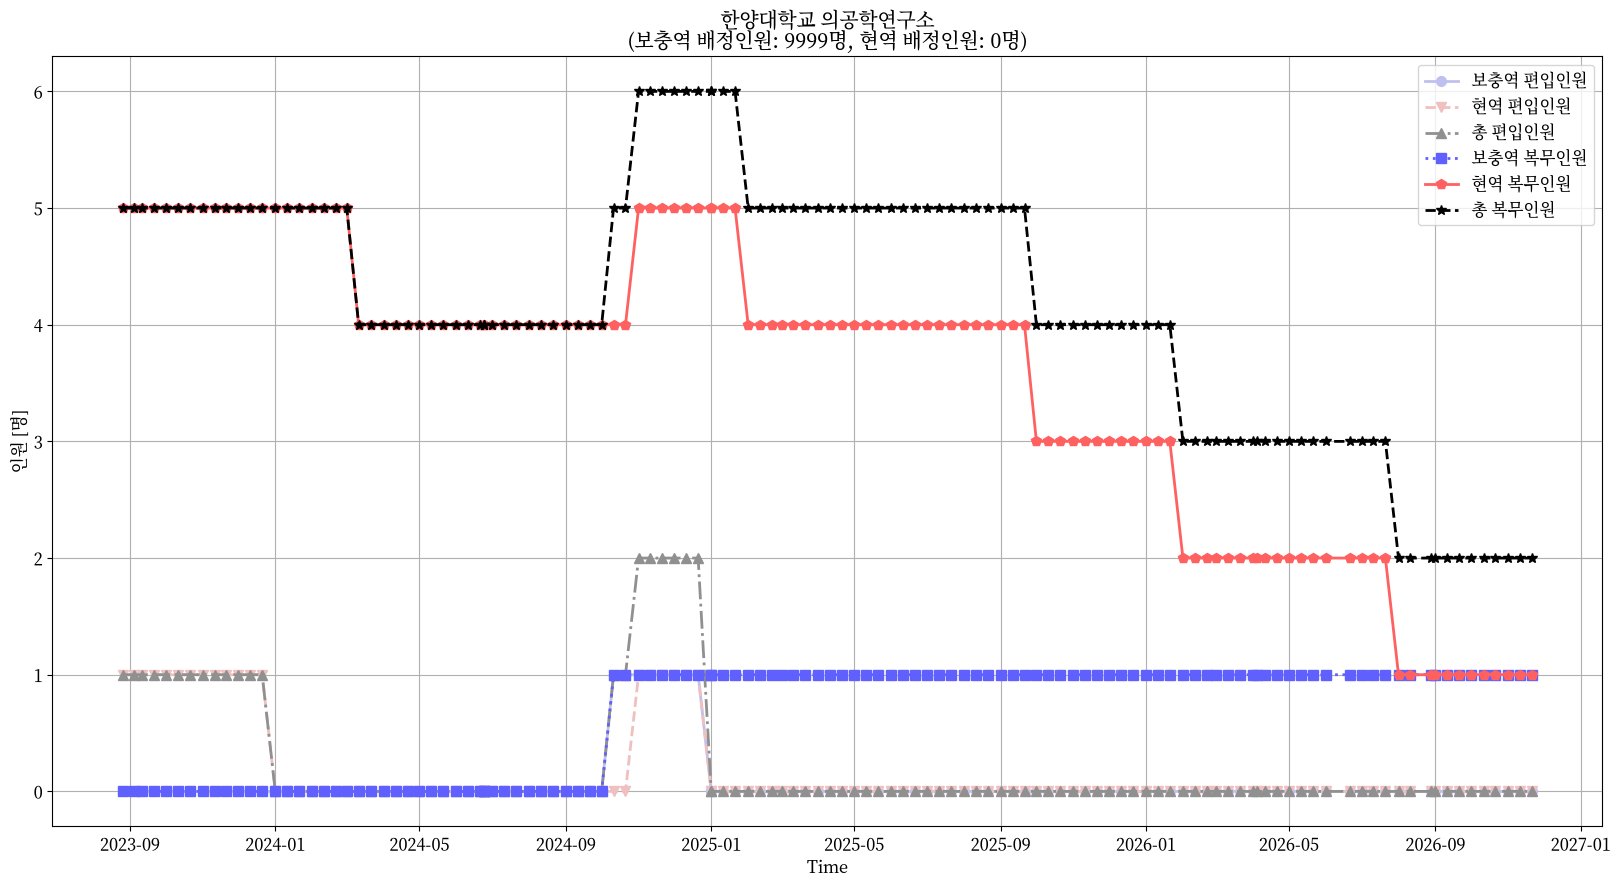 한양대학교 의공학연구소
(보충역 배정인원: 9999명, 현역 배정인원: 0명)
보충역 편입인원
현역 편입인원
총 편입인원
보충역 복무인원
현역 복무인원
총 복무인원
인원 [명]
6
5
4
3
2
1
0
2023-09 2024-01 2024-05 2024-09 2025-01 2025-05 2025-09 2026-01 2026-05 2026-09 2027-01
Time